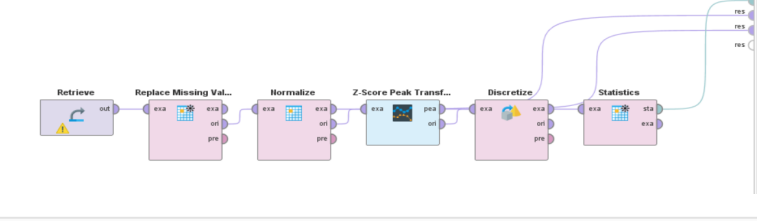 res
res
res
Retrieve
out
Replace Missing Val...
exa
exa
ori
pre
Normalize
exa
exa
ori
pre
Z-Score Peak Transf...
exa
pea
ori
Discretize
exa
exa
ori
pre
Statistics
exa
sta
exa